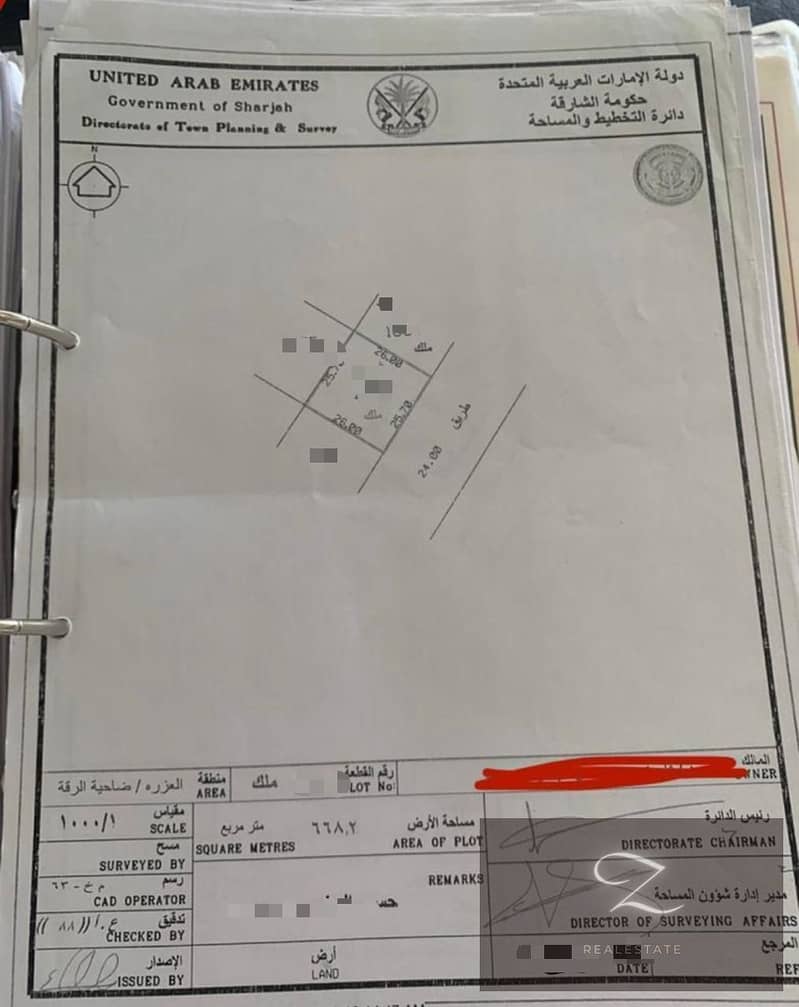 UNITED ARAB EMIRATES
Government of Sharjah
Directorate of Town Planning & Survey
دولة الإمارات العربية المتحدة
حكومة الشارقة
دائرة التخطيط والمساحة
N
ملك
26.00
25.7
ملك
26.00
25.70
طريق
24.00
المالك
OWNER
رقم القطعة
LOT No:
ملك
منطقة
AREA
العزره / ضاحية الرقة
مقياس
SCALE
١٠٠٠/١
مساحة الأرض
AREA OF PLOT
٦٦٨,٢
متر مربع
SQUARE METRES
رئيس الدائرة
DIRECTORATE CHAIRMAN
مسح
SURVEYED BY
رسم
CAD OPERATOR
م خ - ٦٣
REMARKS
مدير إدارة شؤون المساحة
DIRECTOR OF SURVEYING AFFAIRS
تدقيق
CHECKED BY
ع.أ ((٨٨))
الإصدار
ISSUED BY
أرض
LAND
المرجع
REF
DATE
Z
REALESTATE